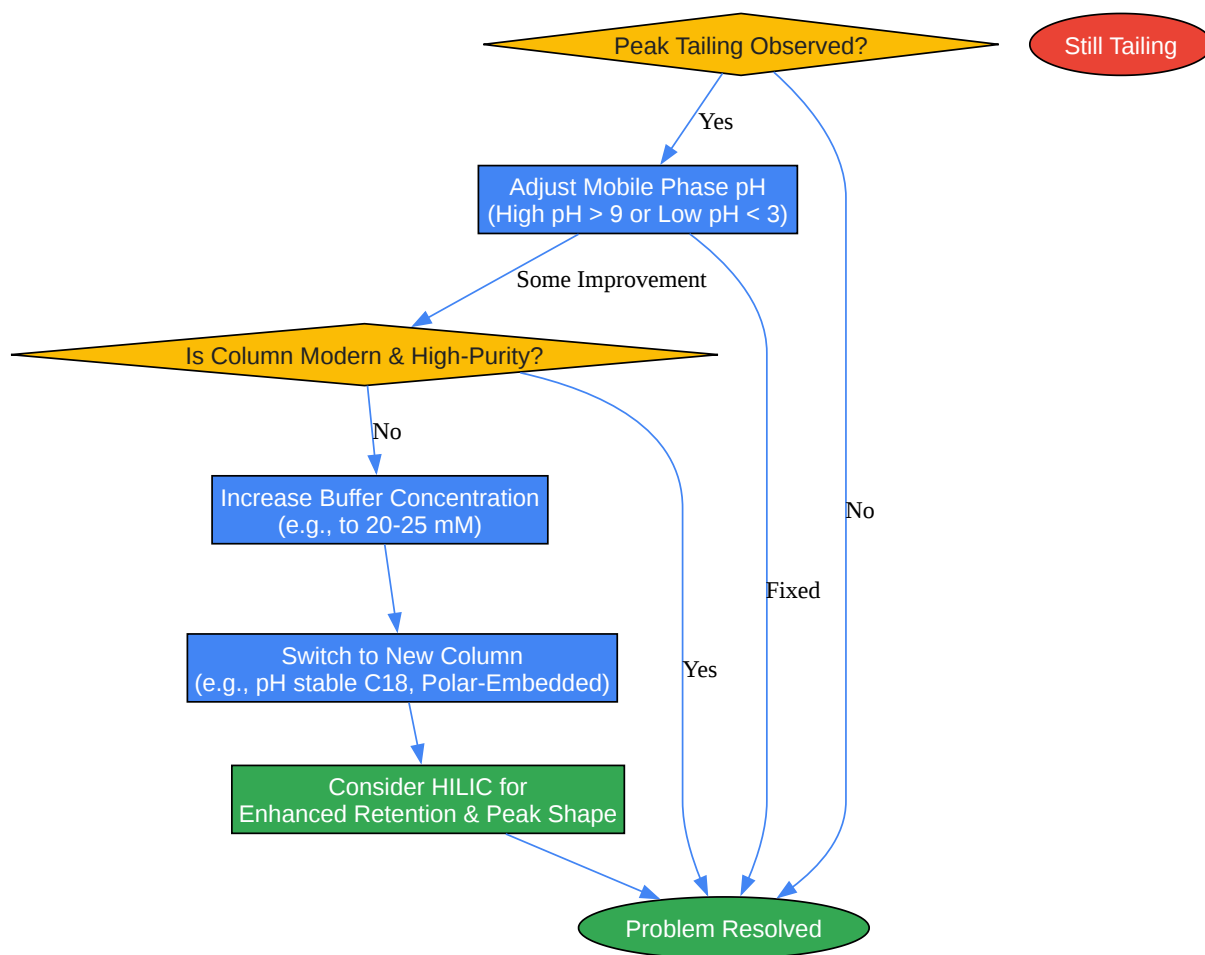 Peak Tailing Observed?
Still Tailing
Yes
Adjust Mobile Phase pH
(High pH > 9 or Low pH < 3)
Some Improvement
Is Column Modern & High-Purity?
No
Increase Buffer Concentration
(e.g., to 20-25 mM)
No
Fixed
Switch to New Column
(e.g., pH stable C18, Polar-Embedded)
Yes
Consider HILIC for
Enhanced Retention & Peak Shape
Problem Resolved